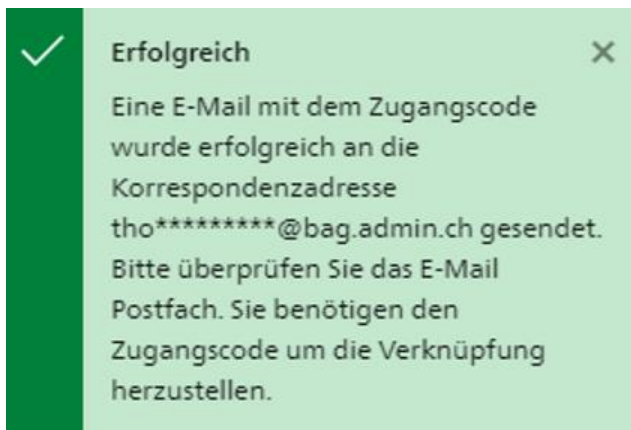 Erfolgreich
Eine E-Mail mit dem Zugangscode
wurde erfolgreich an die
Korrespondenzadresse
tho*********@bag.admin.ch gesendet.
Bitte überprüfen Sie das E-Mail
Postfach. Sie benötigen den
Zugangscode um die Verknüpfung
herzustellen.